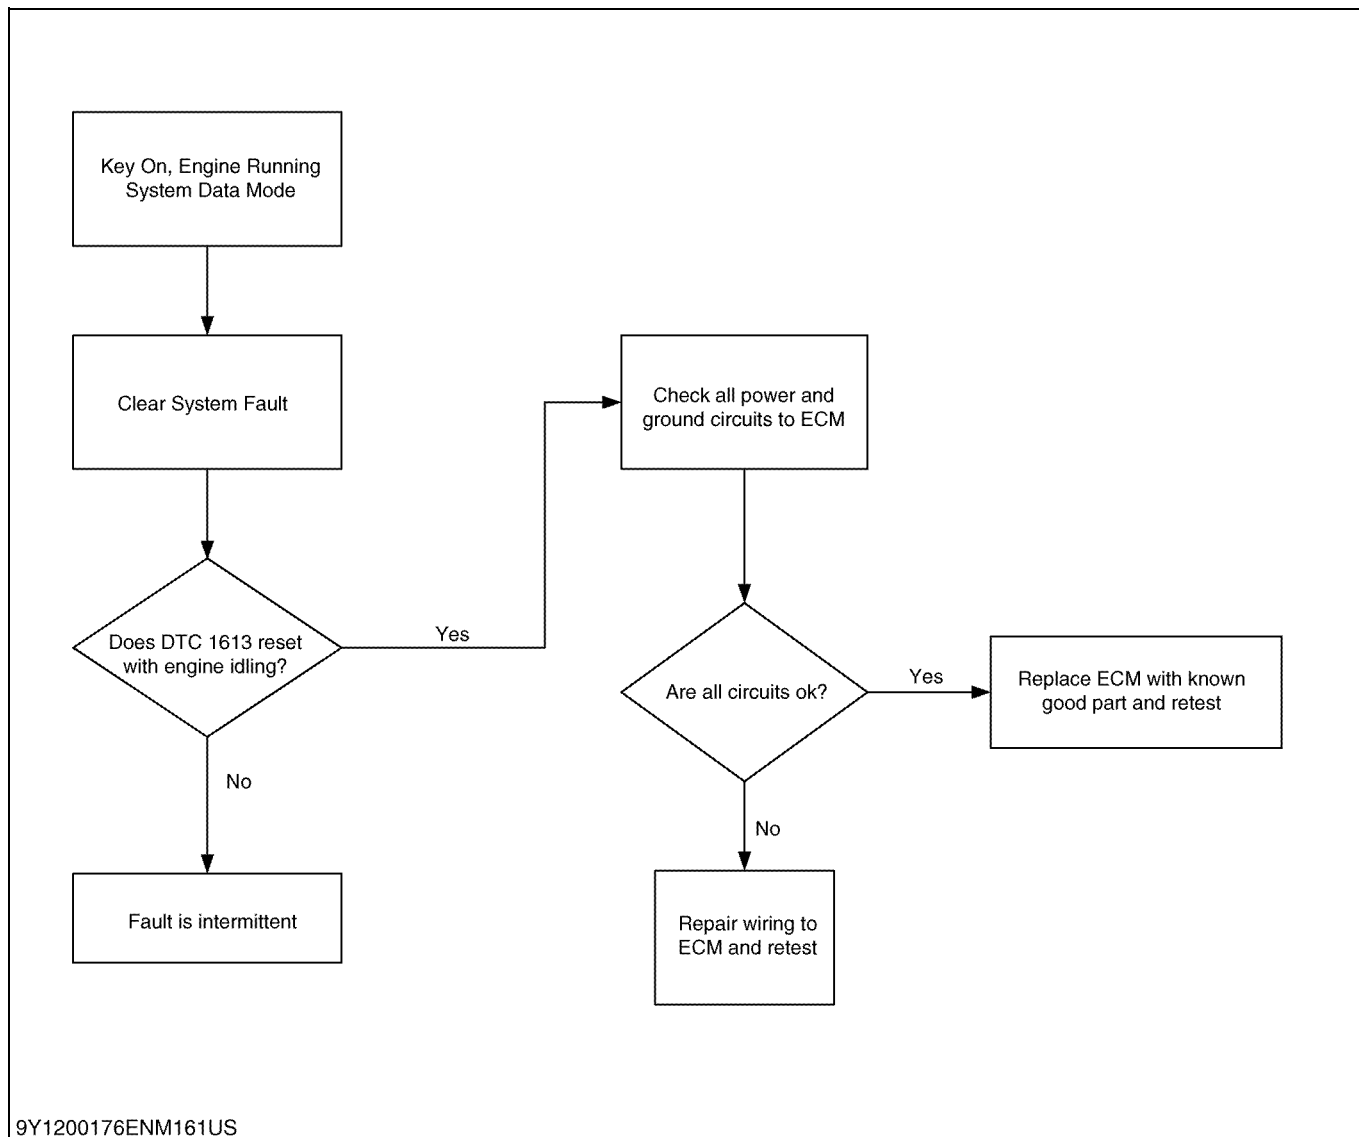 Key On, Engine Running
System Data Mode
Clear System Fault
Does DTC 1613 reset
with engine idling?
Yes
No
Fault is intermittent
Check all power and
ground circuits to ECM
Are all circuits ok?
Yes
Replace ECM with known
good part and retest
No
Repair wiring to
ECM and retest
9Y1200176ENM161US